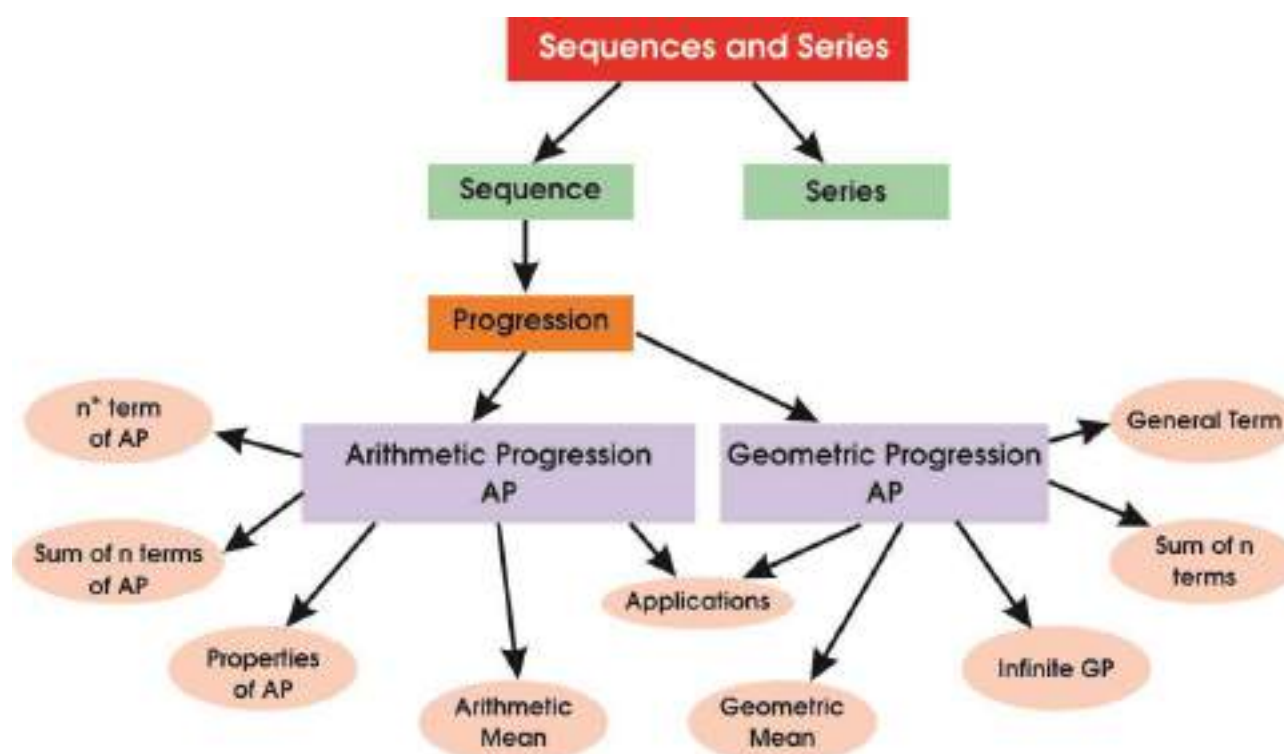 Sequences and Series
Sequence
Series
Progression
n* term
of AP
Arithmetic Progression
AP
Geometric Progression
AP
General Term
Sum of n terms
of AP
Applications
Sum of n
terms
Properties
of AP
Arithmetic
Mean
Geometric
Mean
Infinite GP